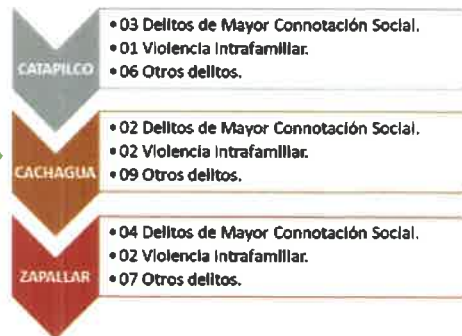 CATAPILCO
• 03 Delitos de Mayor Connotación Social.
• 01 Violencia Intrafamiliar.
• 06 Otros delitos.
CACHAGUA
• 02 Delitos de Mayor Connotación Social.
• 02 Violencia Intrafamiliar.
• 09 Otros delitos.
ZAPALLAR
• 04 Delitos de Mayor Connotación Social.
• 02 Violencia Intrafamiliar.
• 07 Otros delitos.